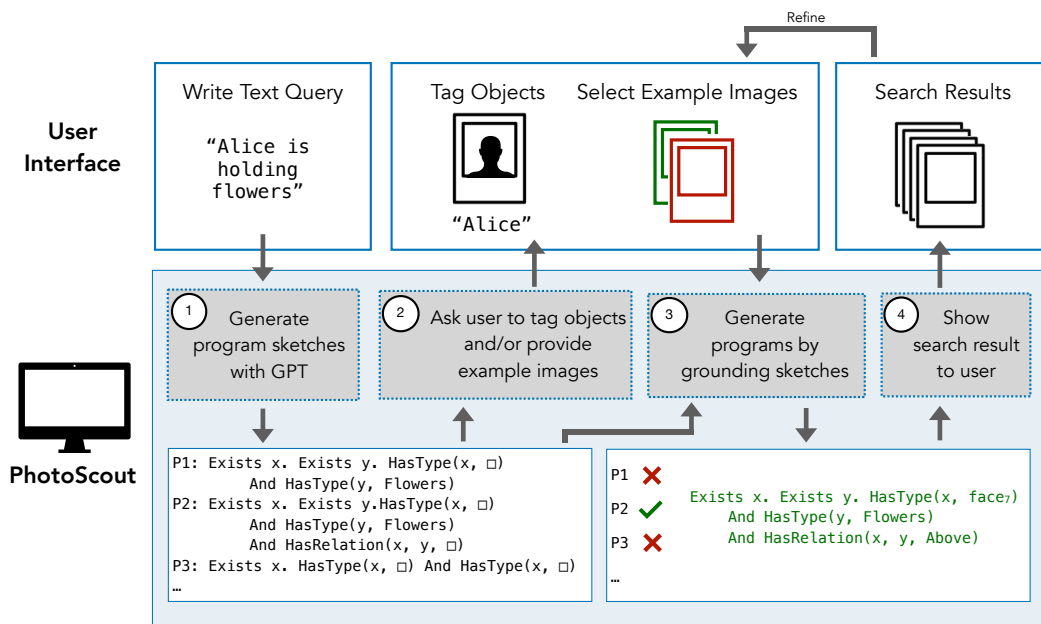 Refine
User
Interface
Write Text Query
“Alice is
holding
flowers”
Tag Objects
“Alice”
Select Example Images
Search Results
PhotoScout
1
Generate
program sketches
with GPT
2
Ask user to tag objects
and/or provide
example images
3
Generate
programs by
grounding sketches
4
Show
search result
to user
P1: Exists x. Exists y. HasType(x, □)
And HasType(y, Flowers)
P2: Exists x. Exists y.HasType(x, □)
And HasType(y, Flowers)
And HasRelation(x, y, □)
P3: Exists x. HasType(x, □) And HasType(x, □)
…
P1
P2
P3
…
Exists x. Exists y. HasType(x, face₇)
And HasType(y, Flowers)
And HasRelation(x, y, Above)